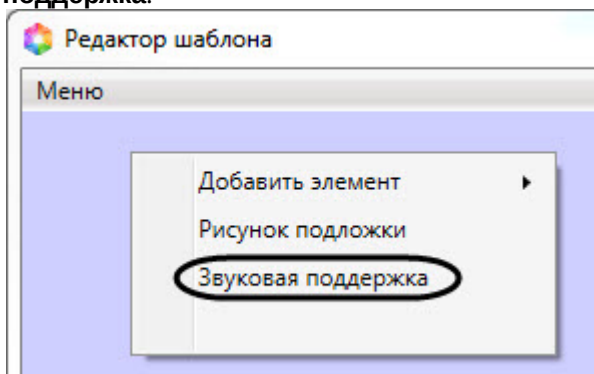 поддержка.
Редактор шаблона
Меню
Добавить элемент
Рисунок подложки
Звуковая поддержка